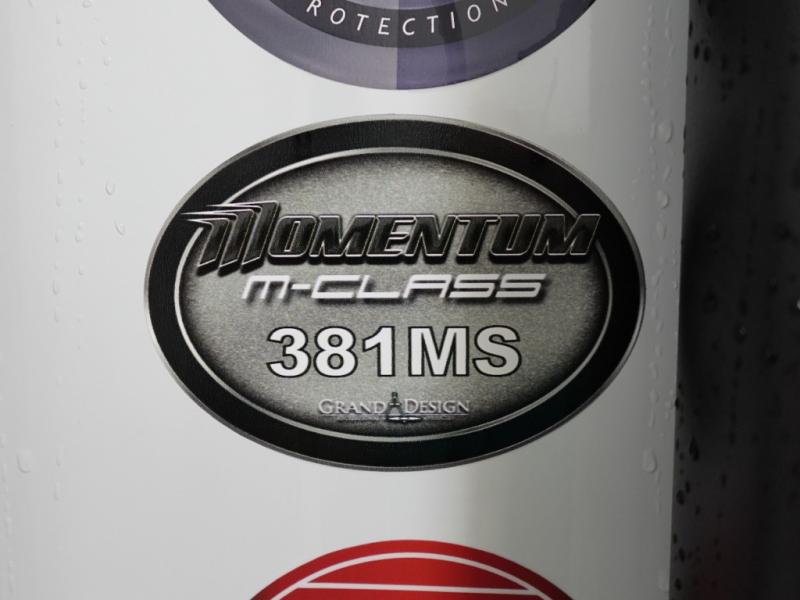 ROTECTION
MOMENTUM
M-CLASS
381MS
GRAND DESIGN